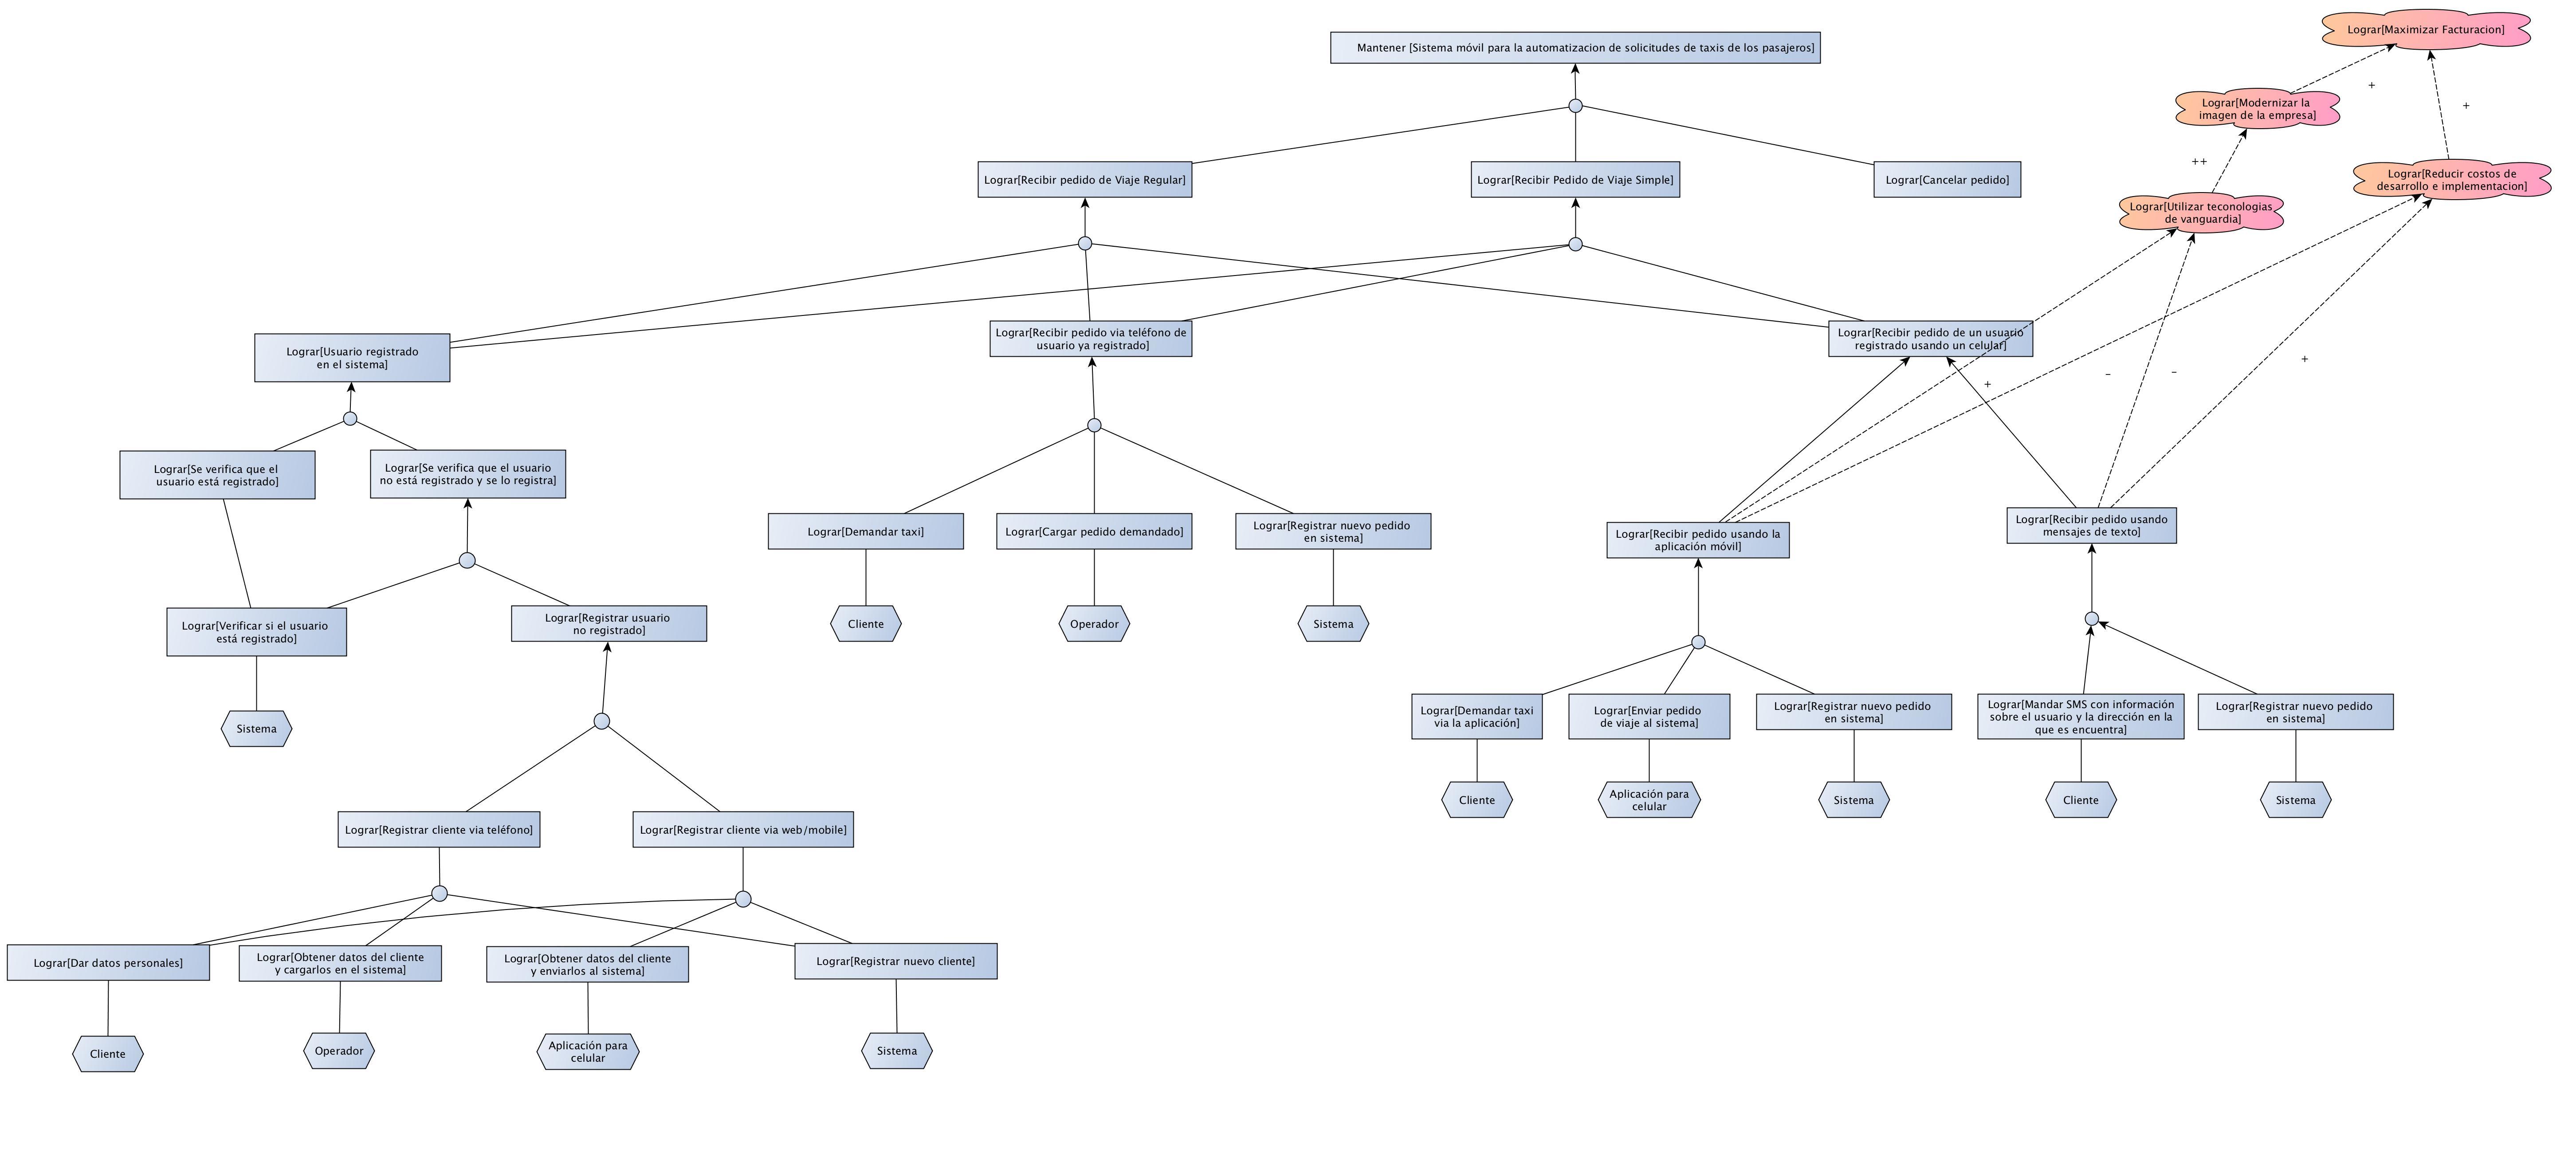 Lograr[Maximizar Facturacion]
Mantener [Sistema móvil para la automatizacion de solicitudes de taxis de los pasajeros]
+
Lograr[Modernizar la
imagen de la empresa]
+
++
Lograr[Recibir pedido de Viaje Regular]
Lograr[Recibir Pedido de Viaje Simple]
Lograr[Cancelar pedido]
Lograr[Reducir costos de
desarrollo e implementacion]
Lograr[Utilizar teconologias
de vanguardia]
Lograr[Usuario registrado
en el sistema]
Lograr[Recibir pedido via teléfono de
usuario ya registrado]
Lograr[Recibir pedido de un usuario
registrado usando un celular]
+
–
–
+
Lograr[Se verifica que el
usuario está registrado]
Lograr[Se verifica que el usuario
no está registrado y se lo registra]
Lograr[Demandar taxi]
Lograr[Cargar pedido demandado]
Lograr[Registrar nuevo pedido
en sistema]
Lograr[Recibir pedido usando la
aplicación móvil]
Lograr[Recibir pedido usando
mensajes de texto]
Lograr[Verificar si el usuario
está registrado]
Lograr[Registrar usuario
no registrado]
Cliente
Operador
Sistema
Sistema
Lograr[Demandar taxi
via la aplicación]
Lograr[Enviar pedido
de viaje al sistema]
Lograr[Registrar nuevo pedido
en sistema]
Lograr[Mandar SMS con información
sobre el usuario y la dirección en la
que es encuentra]
Lograr[Registrar nuevo pedido
en sistema]
Cliente
Aplicación para
celular
Sistema
Cliente
Sistema
Lograr[Registrar cliente via teléfono]
Lograr[Registrar cliente via web/mobile]
Lograr[Dar datos personales]
Lograr[Obtener datos del cliente
y cargarlos en el sistema]
Lograr[Obtener datos del cliente
y enviarlos al sistema]
Lograr[Registrar nuevo cliente]
Cliente
Operador
Aplicación para
celular
Sistema